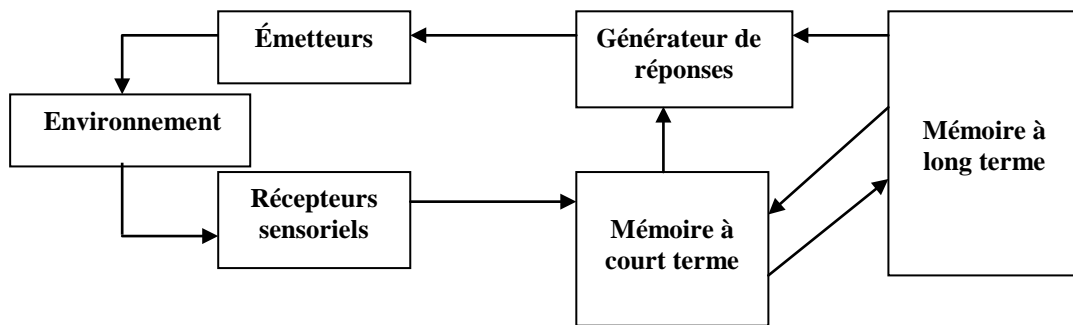 Émetteurs
Générateur de
réponses
Environnement
Mémoire à
long terme
Récepteurs
sensoriels
Mémoire à
court terme